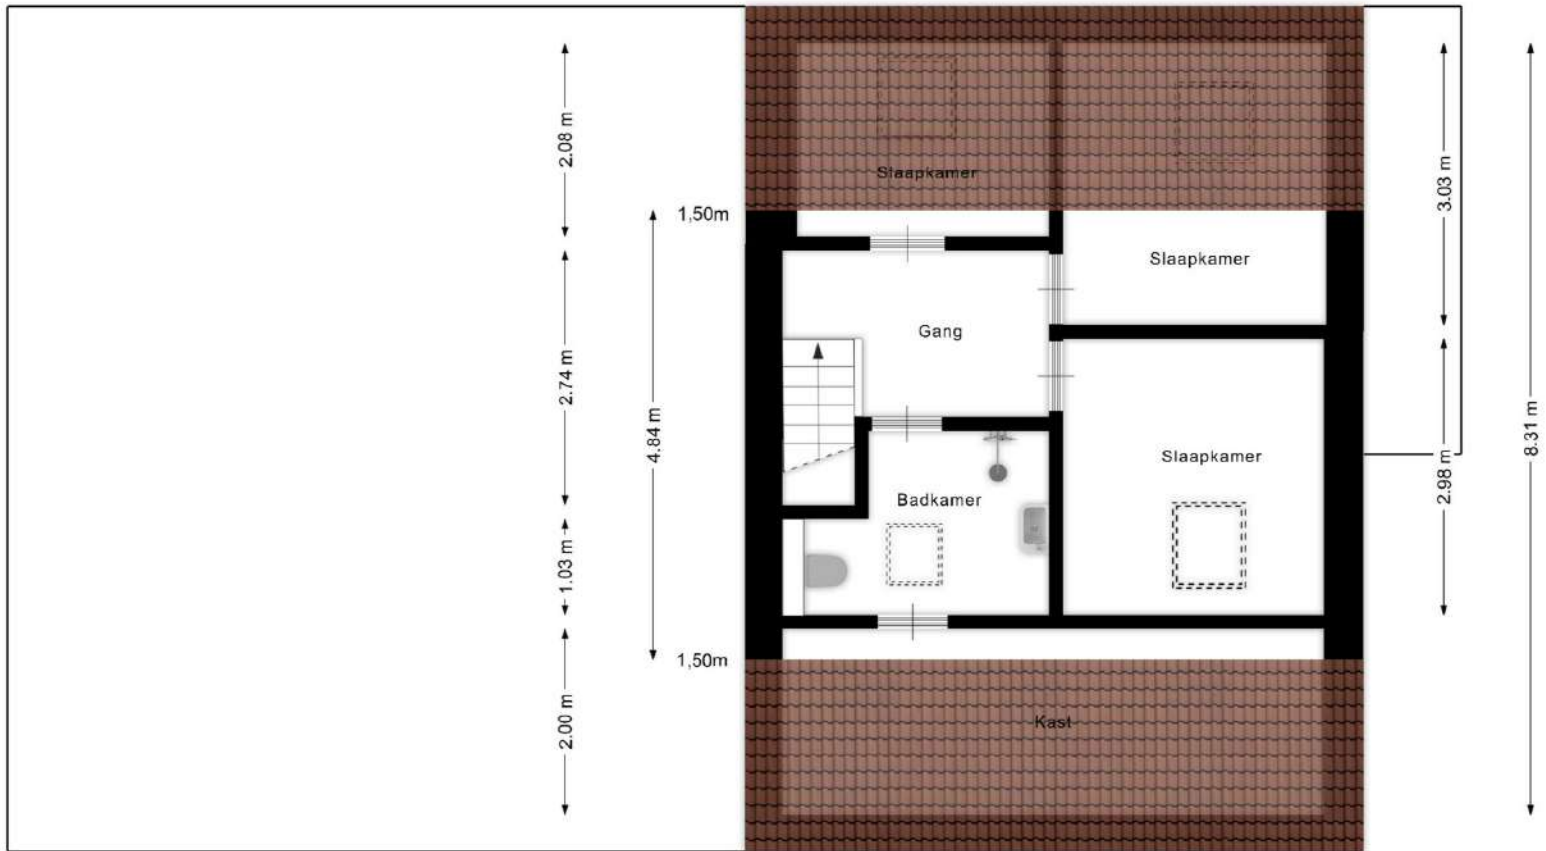 2.08 m
Slaapkamer
3.03 m
1,50m
Slaapkamer
Gang
2.74 m
4.84 m
8.31 m
Slaapkamer
2.98 m
Badkamer
1.03 m
1,50m
2.00 m
Kast